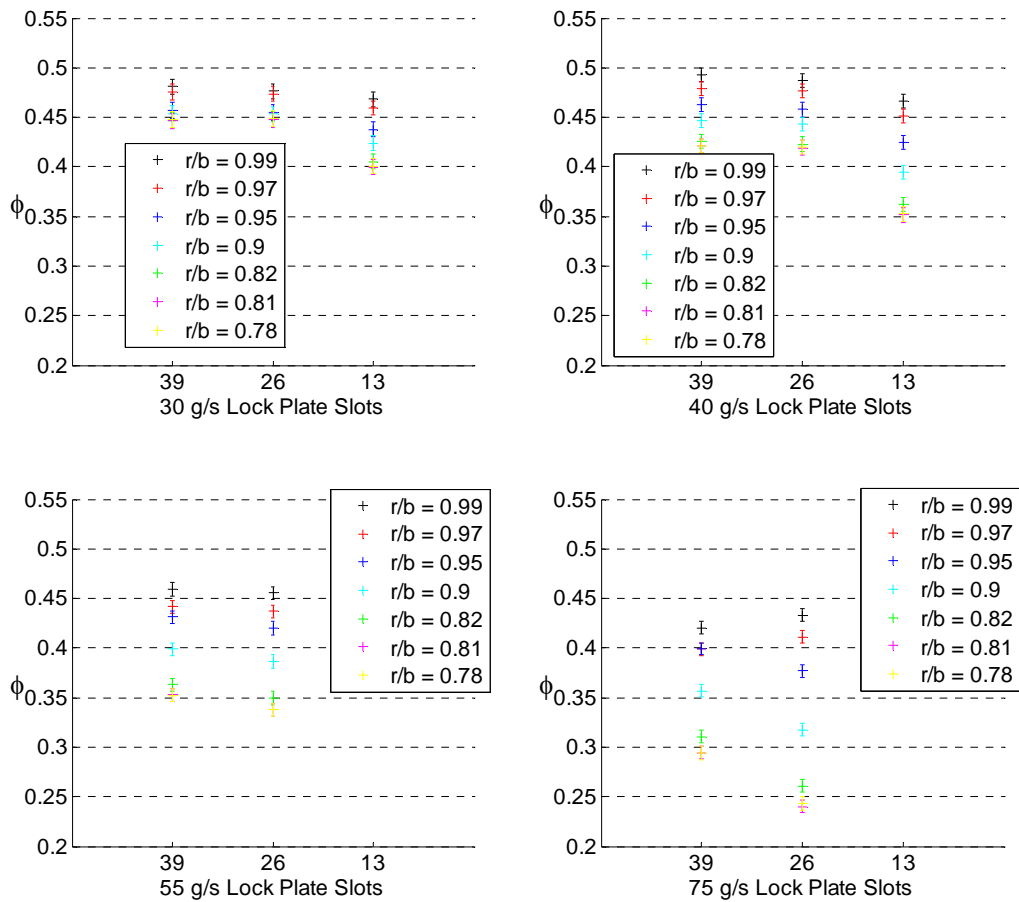 0.55
0.5
0.45
0.4
0.35
0.3
0.25
0.2
ϕ
r/b = 0.99
r/b = 0.97
r/b = 0.95
r/b = 0.9
r/b = 0.82
r/b = 0.81
r/b = 0.78
39 26 13
30 g/s Lock Plate Slots
0.55
0.5
0.45
0.4
0.35
0.3
0.25
0.2
ϕ
r/b = 0.99
r/b = 0.97
r/b = 0.95
r/b = 0.9
r/b = 0.82
r/b = 0.81
r/b = 0.78
39 26 13
40 g/s Lock Plate Slots
0.55
0.5
0.45
0.4
0.35
0.3
0.25
0.2
ϕ
r/b = 0.99
r/b = 0.97
r/b = 0.95
r/b = 0.9
r/b = 0.82
r/b = 0.81
r/b = 0.78
39 26 13
55 g/s Lock Plate Slots
0.55
0.5
0.45
0.4
0.35
0.3
0.25
0.2
ϕ
r/b = 0.99
r/b = 0.97
r/b = 0.95
r/b = 0.9
r/b = 0.82
r/b = 0.81
r/b = 0.78
39 26 13
75 g/s Lock Plate Slots